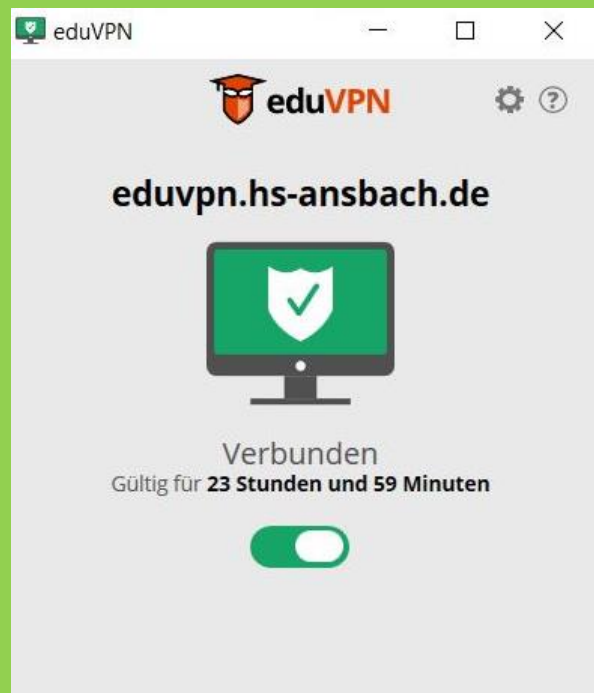 eduVPN
eduVPN
eduvpn.hs-ansbach.de
Verbunden
Gültig für 23 Stunden und 59 Minuten